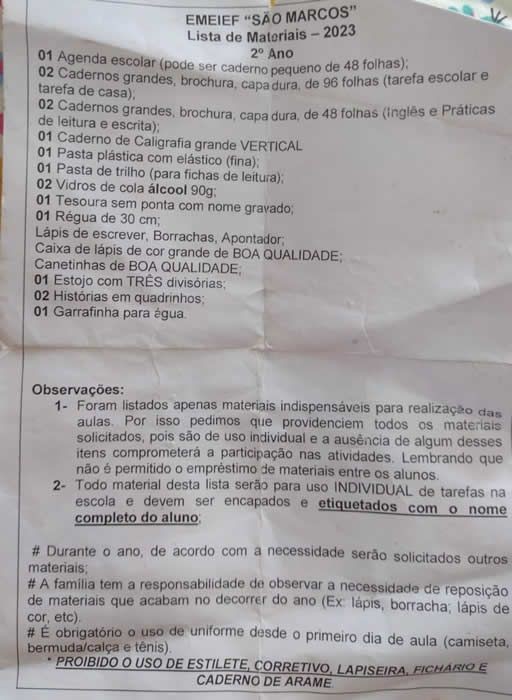 EMEIEF “SÃO MARCOS”
Lista de Materiais – 2023
2º Ano
01 Agenda escolar (pode ser caderno pequeno de 48 folhas);
02 Cadernos grandes, brochura, capa dura, de 96 folhas (tarefa escolar e
tarefa de casa);
02 Cadernos grandes, brochura, capa dura, de 48 folhas (Inglês e Práticas
de leitura e escrita);
01 Caderno de Caligrafia grande VERTICAL
01 Pasta plástica com elástico (fina);
01 Pasta de trilho (para fichas de leitura);
02 Vidros de cola álcool 90g;
01 Tesoura sem ponta com nome gravado;
01 Régua de 30 cm;
Lápis de escrever, Borrachas, Apontador;
Caixa de lápis de cor grande de BOA QUALIDADE;
Canetinhas de BOA QUALIDADE;
01 Estojo com TRÊS divisórias;
02 Histórias em quadrinhos;
01 Garrafinha para água.
Observações:
1- Foram listados apenas materiais indispensáveis para realização das
aulas. Por isso pedimos que providenciem todos os materiais
solicitados, pois são de uso individual e a ausência de algum desses
itens comprometerá a participação nas atividades. Lembrando que
não é permitido o empréstimo de materiais entre os alunos.
2- Todo material desta lista serão para uso INDIVIDUAL de tarefas na
escola e devem ser encapados e etiquetados com o nome
completo do aluno;
# Durante o ano, de acordo com a necessidade serão solicitados outros
materiais;
# A família tem a responsabilidade de observar a necessidade de reposição
de materiais que acabam no decorrer do ano (Ex: lápis, borracha; lápis de
cor, etc).
# É obrigatório o uso de uniforme desde o primeiro dia de aula (camiseta,
bermuda/calça e tênis).
* PROIBIDO O USO DE ESTILETE, CORRETIVO, LAPISEIRA, FICHÁRIO E
CADERNO DE ARAME.